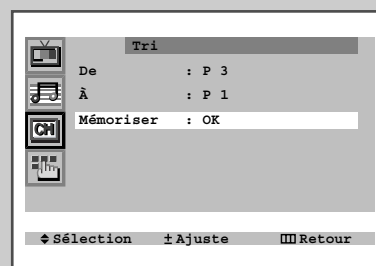 Tri
De : P 3
À : P 1
CH
Mémoriser : OK
Sélection ± Ajuste Retour